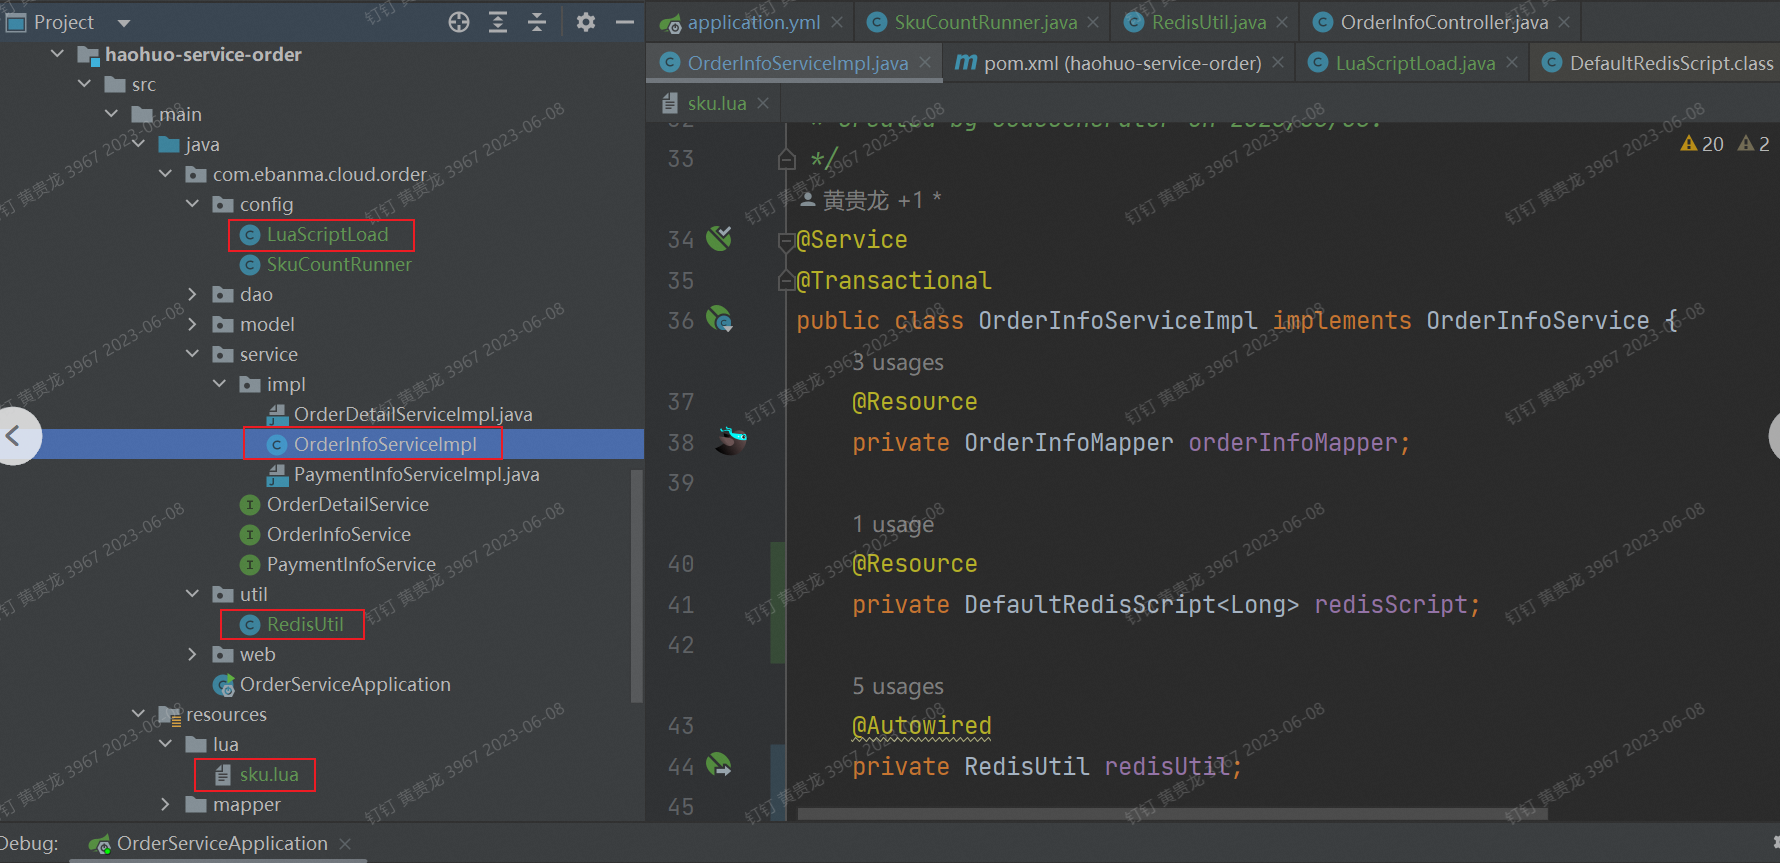 Project
application.yml
SkuCountRunner.java
RedisUtil.java
OrderInfoController.java
OrderInfoServiceImpl.java
pom.xml (haohuo-service-order)
LuaScriptLoad.java
DefaultRedisScript.class
sku.lua
haohuo-service-order
src
main
java
com.ebanma.cloud.order
config
LuaScriptLoad
SkuCountRunner
dao
model
service
impl
OrderDetailServiceImpl.java
OrderInfoServiceImpl
PaymentInfoServiceImpl.java
OrderDetailService
OrderInfoService
PaymentInfoService
util
RedisUtil
web
OrderServiceApplication
resources
lua
sku.lua
mapper
20 2
33 */
黄贵龙 +1 *
34 @Service
35 @Transactional
36 public class OrderInfoServiceImpl implements OrderInfoService {
3 usages
37 @Resource
38 private OrderInfoMapper orderInfoMapper;
39
1 usage
40 @Resource
41 private DefaultRedisScript<Long> redisScript;
42
5 usages
43 @Autowired
44 private RedisUtil redisUtil;
45
Debug: OrderServiceApplication
钉钉 黄贵龙 3967 2023-06-08